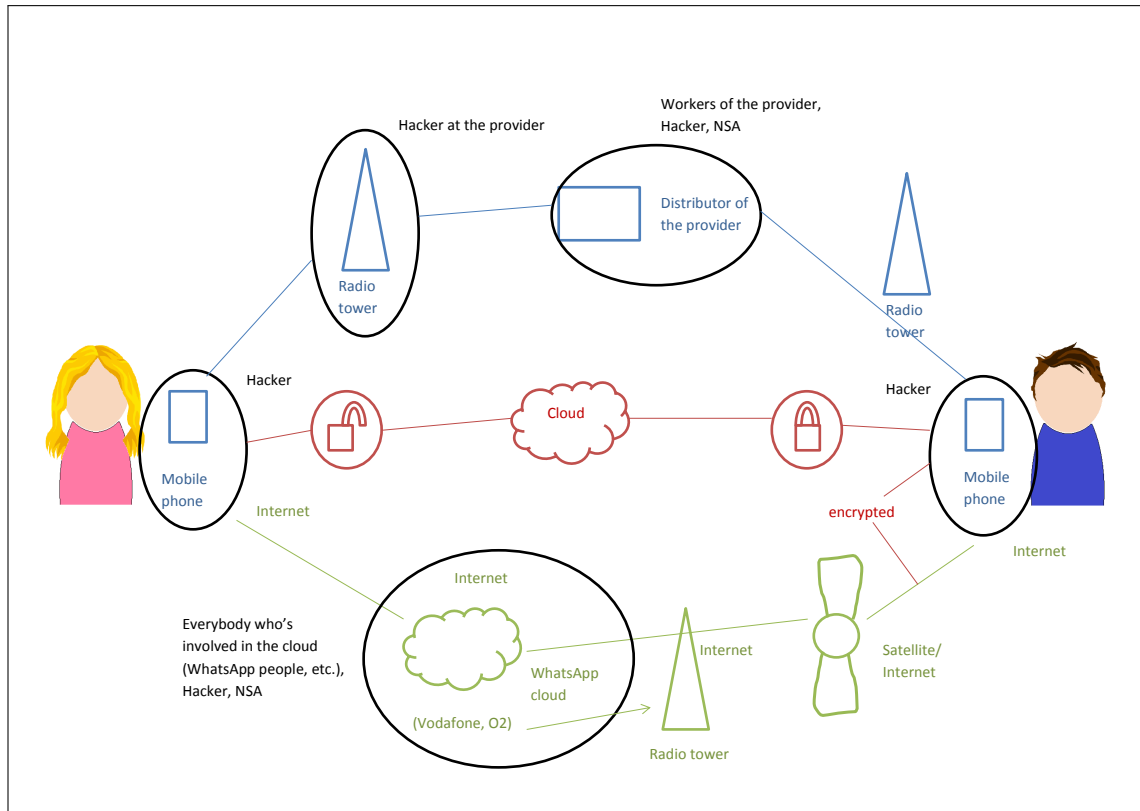 Workers of the provider,
Hacker, NSA
Hacker at the provider
Distributor of
the provider
Radio
tower
Radio
tower
Hacker
Hacker
Cloud
Mobile
phone
Mobile
phone
encrypted
Internet
Internet
Internet
Everybody who's
involved in the cloud
(WhatsApp people, etc.),
Hacker, NSA
WhatsApp
cloud
Internet
Satellite/
Internet
(Vodafone, O2)
Radio tower